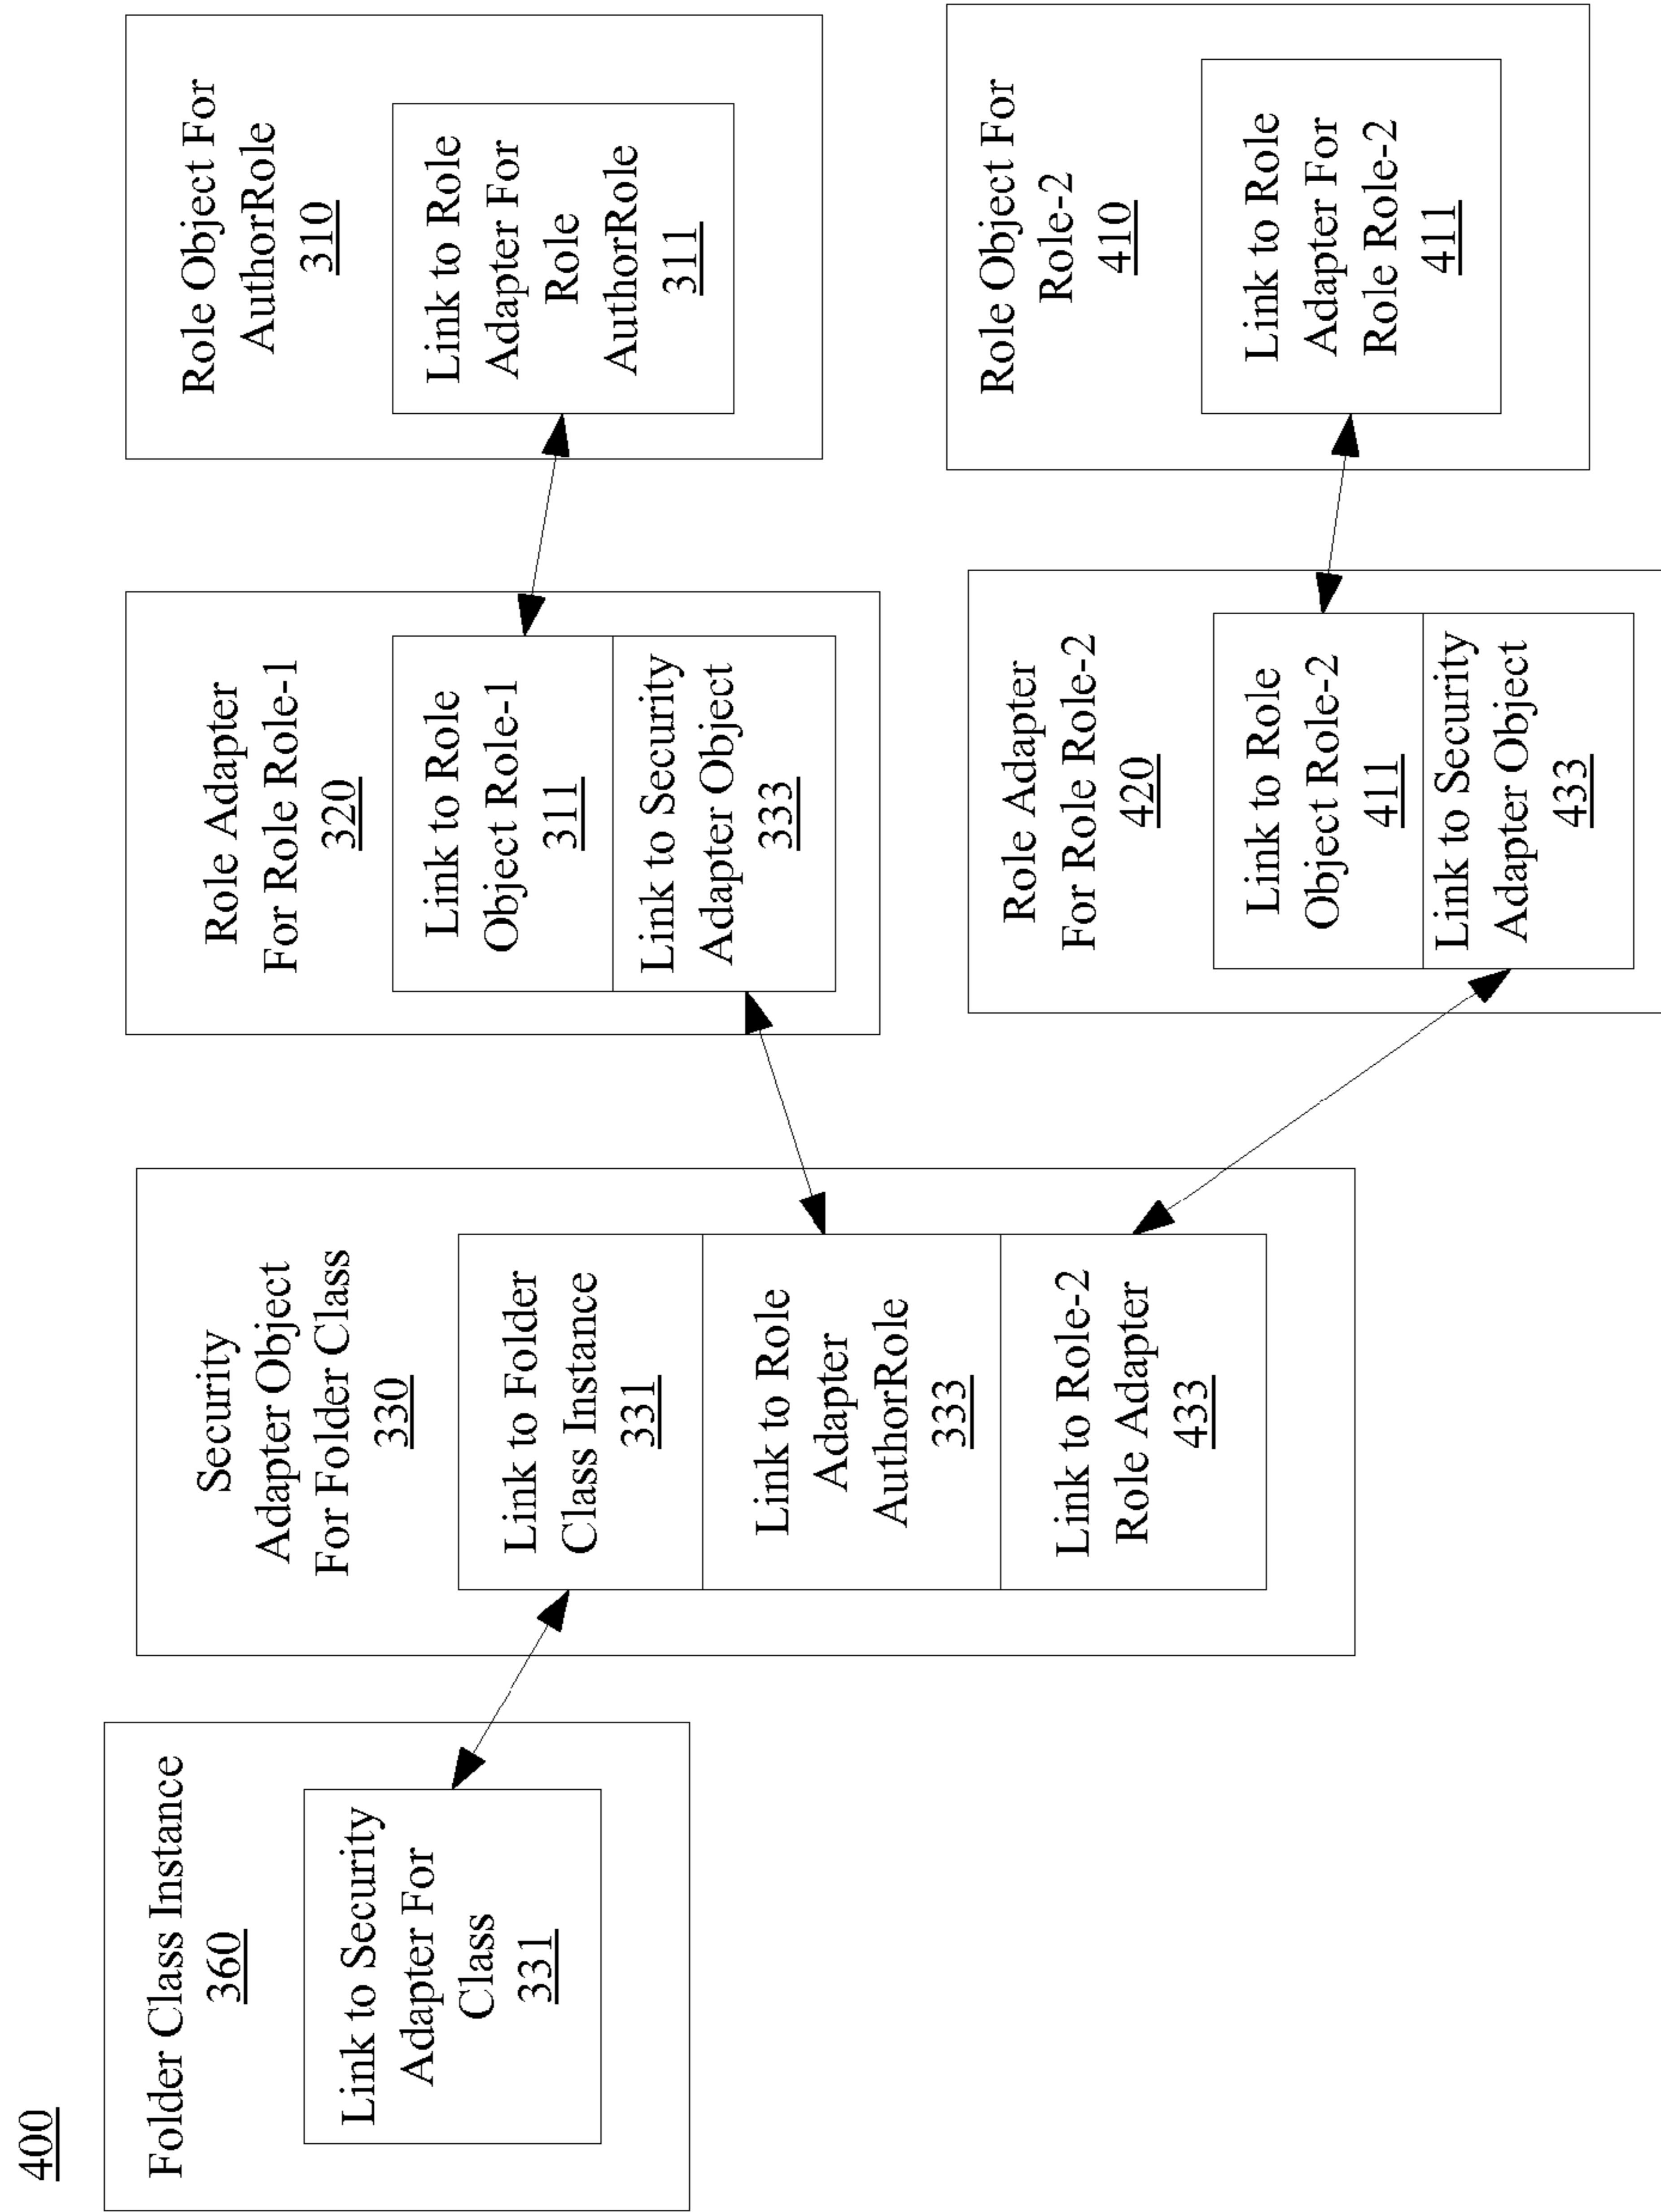 400
Folder Class Instance
360
Link to Security
Adapter For
Class
331
Security
Adapter Object
For Folder Class
330
Link to Folder
Class Instance
331
Link to Role
Adapter
AuthorRole
333
Link to Role-2
Role Adapter
433
Role Adapter
For Role Role-1
320
Link to Role
Object Role-1
311
Link to Security
Adapter Object
333
Role Object For
AuthorRole
310
Link to Role
Adapter For
Role
AuthorRole
311
Role Adapter
For Role Role-2
420
Link to Role
Object Role-2
411
Link to Security
Adapter Object
433
Role Object For
Role-2
410
Link to Role
Adapter For
Role Role-2
411